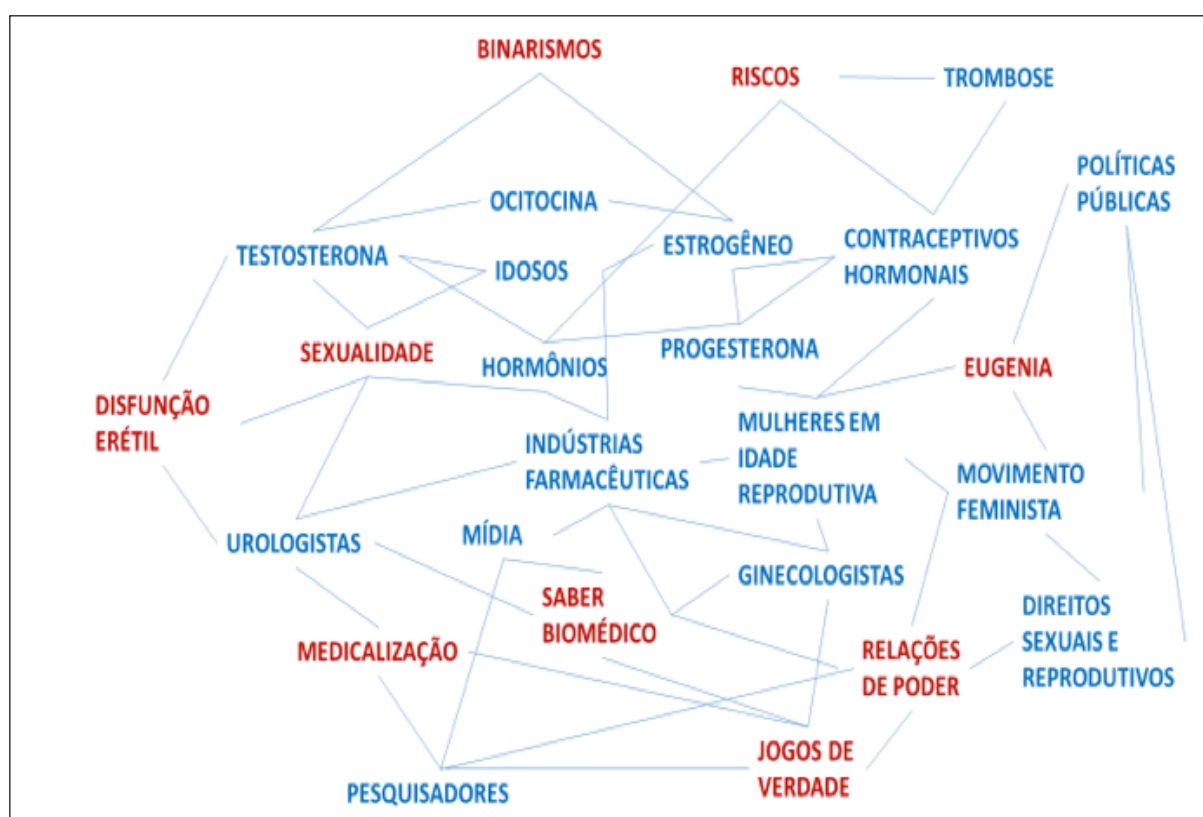 BINARISMOS
RISCOS
TROMBOSE
POLÍTICAS
PÚBLICAS
OCITOCINA
TESTOSTERONA
IDOSOS
ESTROGÊNEO
CONTRACEPTIVOS
HORMONAIS
SEXUALIDADE
HORMÔNIOS
PROGESTERONA
EUGENIA
DISFUNÇÃO
ERÉTIL
INDÚSTRIAS
FARMACÊUTICAS
MULHERES EM
IDADE
REPRODUTIVA
MOVIMENTO
FEMINISTA
UROLOGISTAS
MÍDIA
GINECOLOGISTAS
SABER
BIOMÉDICO
DIREITOS
SEXUAIS E
REPRODUTIVOS
MEDICALIZAÇÃO
RELAÇÕES
DE PODER
JOGOS DE
VERDADE
PESQUISADORES